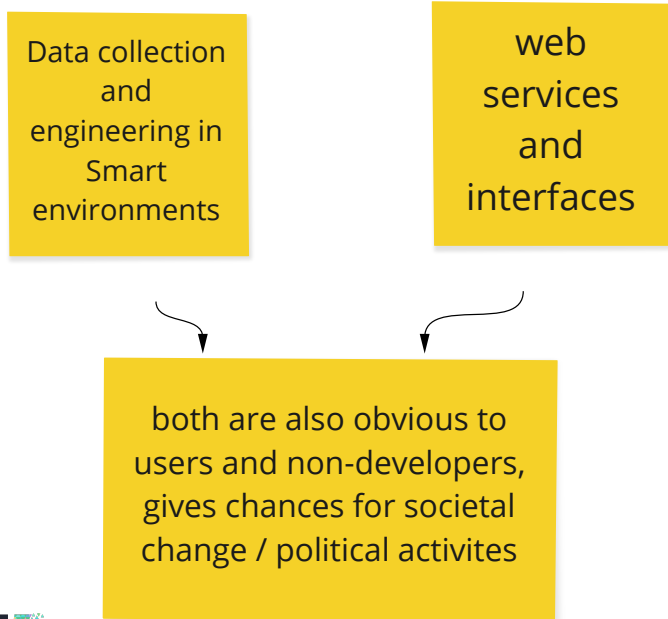 Data collection
and
engineering in
Smart
environments
web
services
and
interfaces
both are also obvious to
users and non-developers,
gives chances for societal
change / political activites